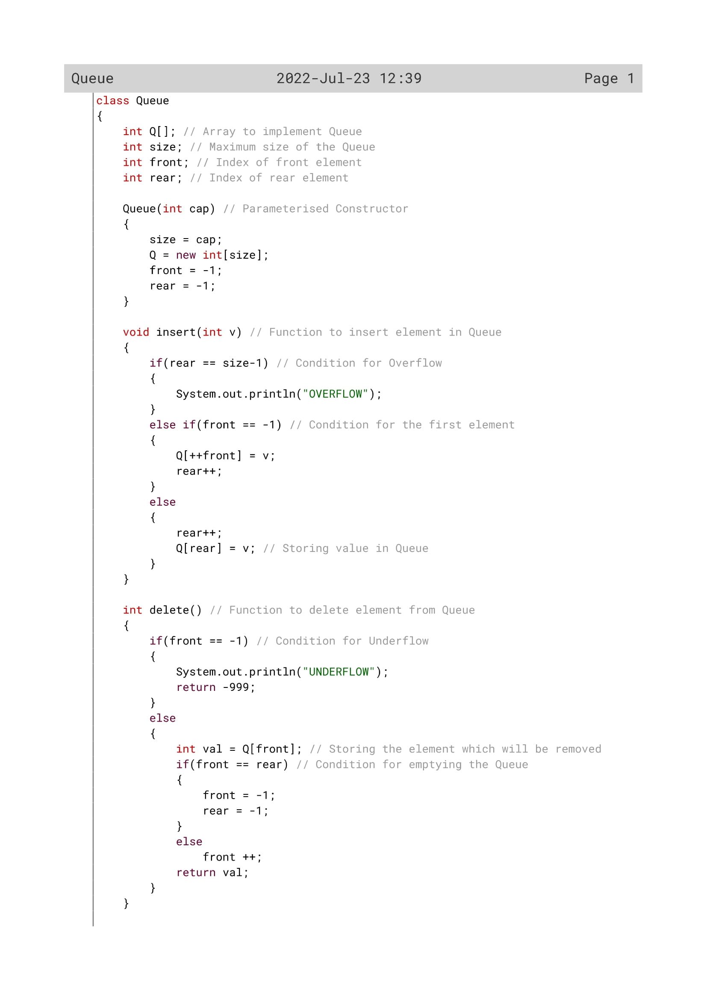 Queue 2022-Jul-23 12:39 Page 1
class Queue
{
    int Q[]; // Array to implement Queue
    int size; // Maximum size of the Queue
    int front; // Index of front element
    int rear; // Index of rear element

    Queue(int cap) // Parameterised Constructor
    {
        size = cap;
        Q = new int[size];
        front = -1;
        rear = -1;
    }

    void insert(int v) // Function to insert element in Queue
    {
        if(rear == size-1) // Condition for Overflow
        {
            System.out.println("OVERFLOW");
        }
        else if(front == -1) // Condition for the first element
        {
            Q[++front] = v;
            rear++;
        }
        else
        {
            rear++;
            Q[rear] = v; // Storing value in Queue
        }
    }

    int delete() // Function to delete element from Queue
    {
        if(front == -1) // Condition for Underflow
        {
            System.out.println("UNDERFLOW");
            return -999;
        }
        else
        {
            int val = Q[front]; // Storing the element which will be removed
            if(front == rear) // Condition for emptying the Queue
            {
                front = -1;
                rear = -1;
            }
            else
                front ++;
            return val;
        }
    }